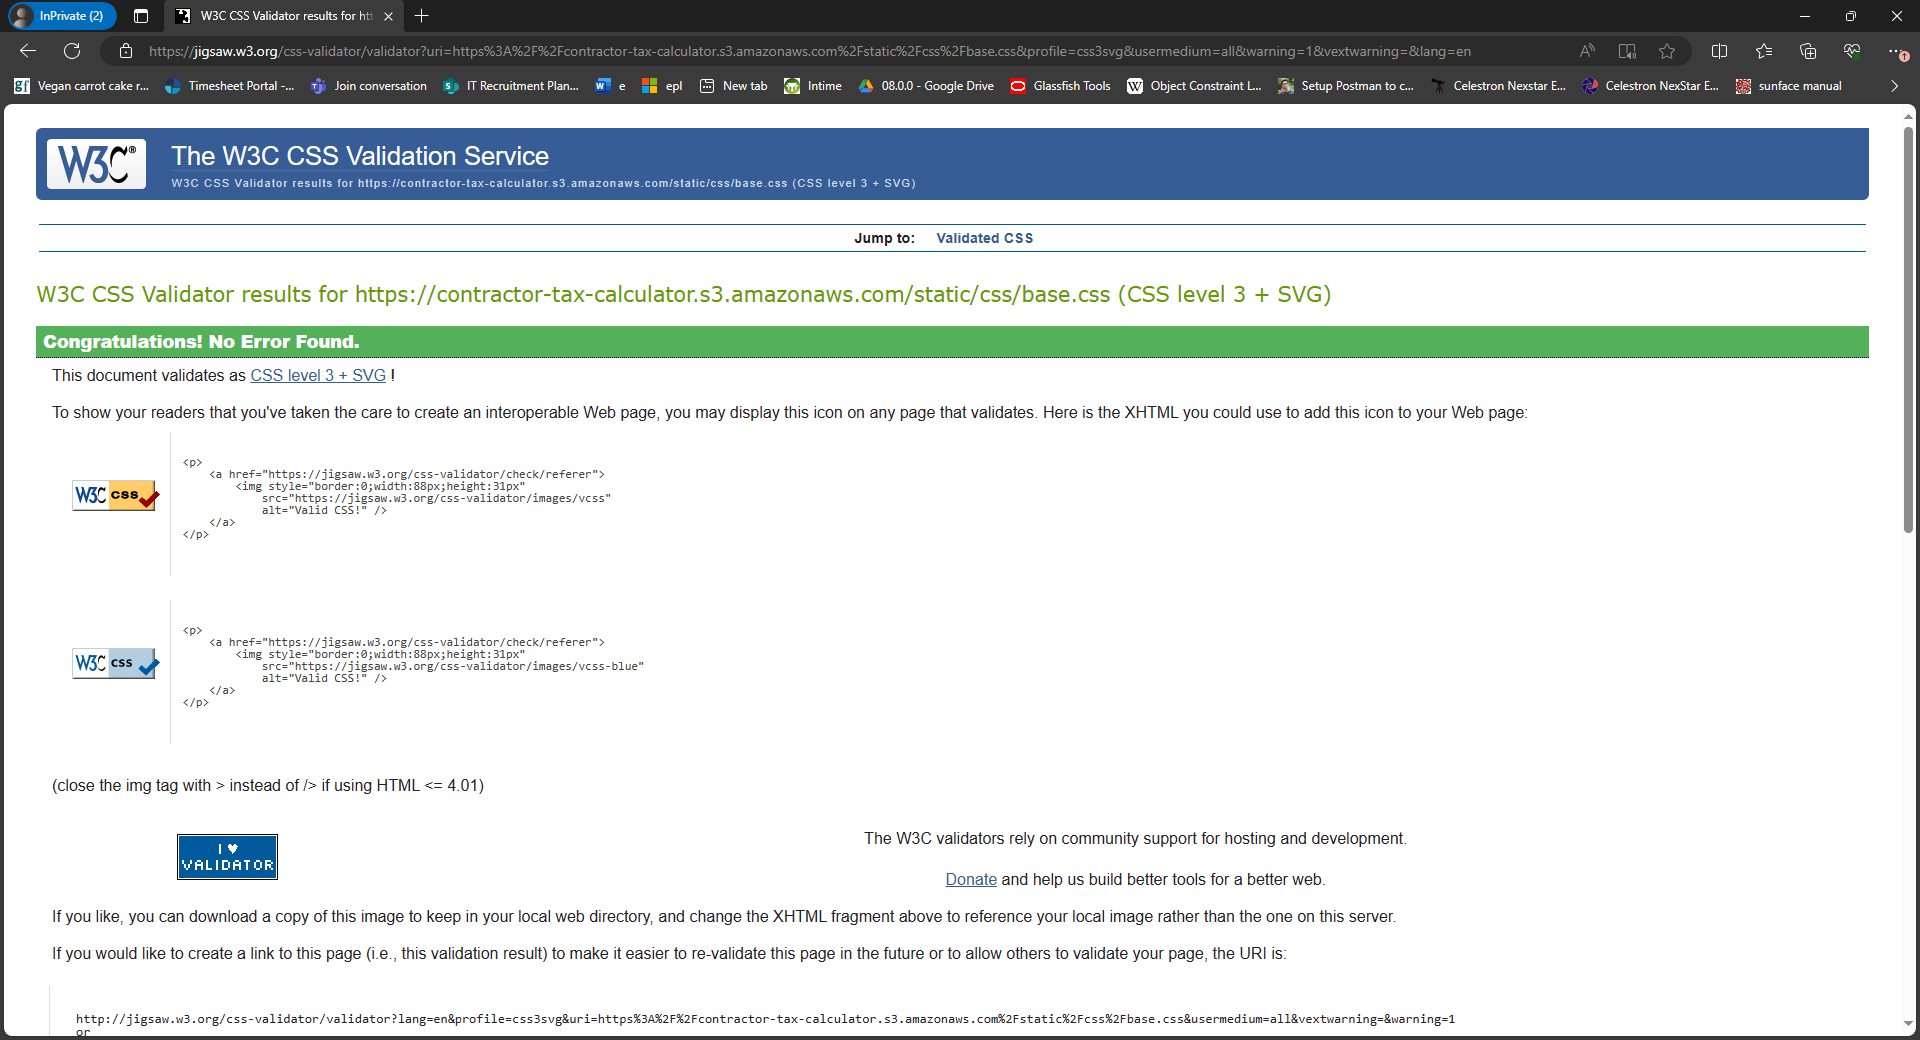 InPrivate (2)
W3C CSS Validator results for htt
https://jigsaw.w3.org/css-validator/validator?uri=https%3A%2F%2Fcontractor-tax-calculator.s3.amazonaws.com%2Fstatic%2Fcss%2Fbase.css&profile=css3svg&usermedium=all&warning=1&vextwarning=&lang=en
Vegan carrot cake r...
Timesheet Portal -...
Join conversation
IT Recruitment Plan...
e
epl
New tab
Intime
08.0.0 - Google Drive
Glassfish Tools
Object Constraint L...
Setup Postman to c...
Celestron Nexstar E...
Celestron NexStar E...
sunface manual
W3C®
The W3C CSS Validation Service
W3C CSS Validator results for https://contractor-tax-calculator.s3.amazonaws.com/static/css/base.css (CSS level 3 + SVG)
Jump to: Validated CSS
W3C CSS Validator results for https://contractor-tax-calculator.s3.amazonaws.com/static/css/base.css (CSS level 3 + SVG)
Congratulations! No Error Found.
This document validates as CSS level 3 + SVG !
To show your readers that you've taken the care to create an interoperable Web page, you may display this icon on any page that validates. Here is the XHTML you could use to add this icon to your Web page:
W3C css
<p>
<a href="https://jigsaw.w3.org/css-validator/check/referer">
<img style="border:0;width:88px;height:31px"
src="https://jigsaw.w3.org/css-validator/images/vcss"
alt="Valid CSS!" />
</a>
</p>
W3C css
<p>
<a href="https://jigsaw.w3.org/css-validator/check/referer">
<img style="border:0;width:88px;height:31px"
src="https://jigsaw.w3.org/css-validator/images/vcss-blue"
alt="Valid CSS!" />
</a>
</p>
(close the img tag with > instead of /> if using HTML <= 4.01)
I ♥
VALIDATOR
The W3C validators rely on community support for hosting and development.
Donate and help us build better tools for a better web.
If you like, you can download a copy of this image to keep in your local web directory, and change the XHTML fragment above to reference your local image rather than the one on this server.
If you would like to create a link to this page (i.e., this validation result) to make it easier to re-validate this page in the future or to allow others to validate your page, the URI is:
http://jigsaw.w3.org/css-validator/validator?lang=en&profile=css3svg&uri=https%3A%2F%2Fcontractor-tax-calculator.s3.amazonaws.com%2Fstatic%2Fcss%2Fbase.css&usermedium=all&vextwarning=&warning=1
or